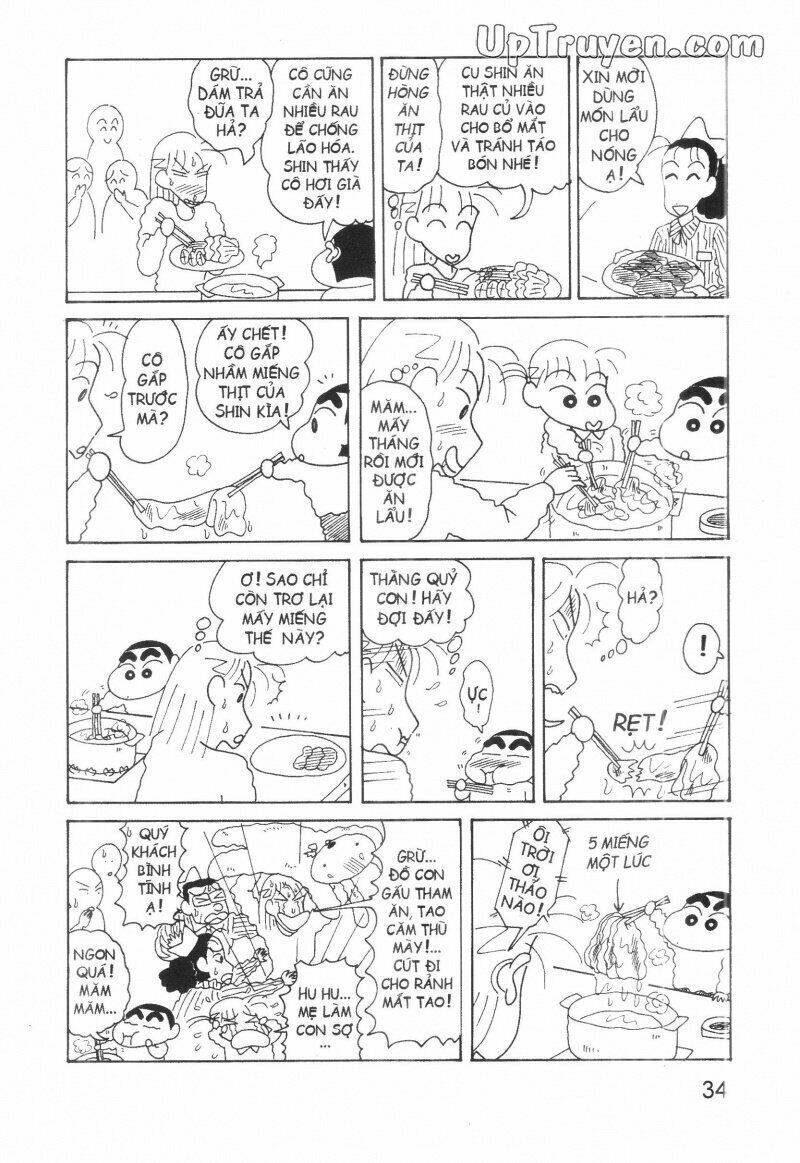 UpTruyen.com
XIN MỜI
DÙNG
MÓN LẨU
CHO
NÓNG
Ạ!
CU SHIN ĂN
THẬT NHIỀU
RAU CỦ VÀO
CHO BỔ MẮT
VÀ TRÁNH TÁO
BÓN NHÉ!
ĐỪNG
HÒNG
ĂN
THỊT
CỦA
TA!
CÔ CŨNG
CẦN ĂN
NHIỀU RAU
ĐỂ CHỐNG
LÃO HÓA.
SHIN THẤY
CÔ HƠI GIÀ
ĐẤY!
GRỪ...
DÁM TRẢ
ĐŨA TA
HẢ?
MĂM...
MẤY
THÁNG
RỒI MỚI
ĐƯỢC
ĂN
LẨU!
ẤY CHẾT!
CÔ GẮP
NHẦM MIẾNG
THỊT CỦA
SHIN KÌA!
CÔ
GẮP
TRƯỚC
MÀ?
!
HẢ?
RẸT!
THẰNG QUỶ
CON! HÃY
ĐỢI ĐẤY!
ỰC
!
Ơ! SAO CHỈ
CÒN TRƠ LẠI
MẤY MIẾNG
THẾ NÀY?
5 MIẾNG
MỘT LÚC
ÔI
TRỜI
ƠI
THẢO
NÀO!
GRỪ...
ĐỒ CON
GẤU THAM
ĂN, TAO
CĂM THÙ
MÀY!...
CÚT ĐI
CHO RẢNH
MẮT TAO!
QUÝ
KHÁCH
BÌNH
TĨNH
Ạ!
HU HU...
MẸ LÀM
CON SỢ
...
NGON
QUÁ!
MĂM
MĂM...
34